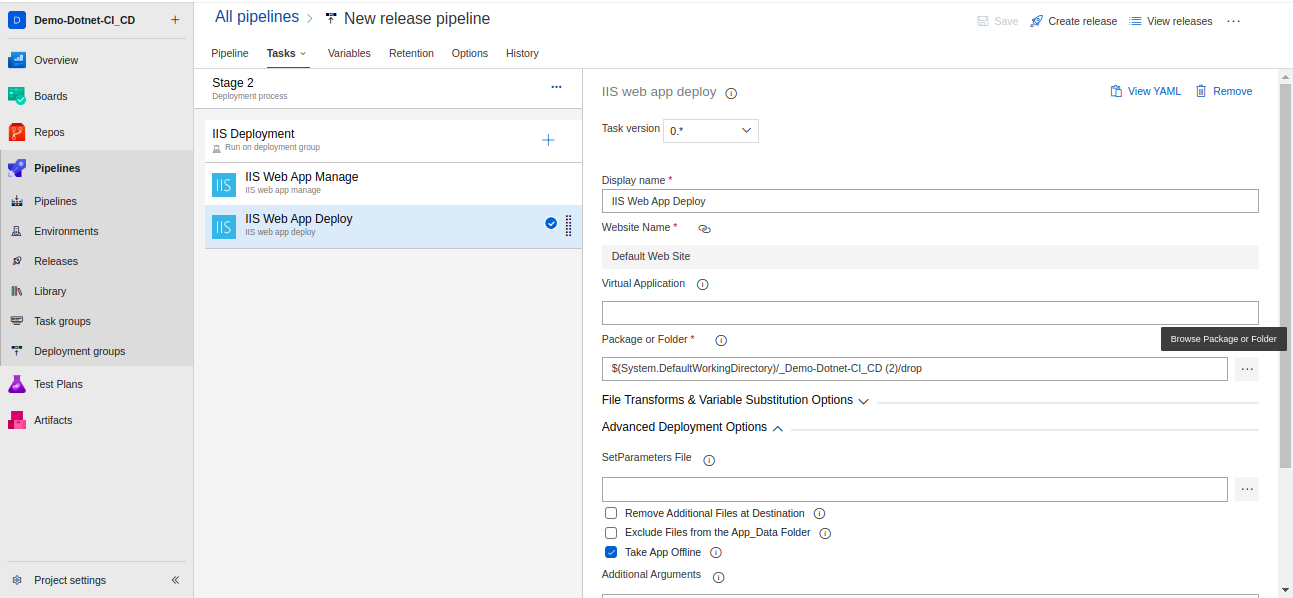 D Demo-Dotnet-CI_CD +
Overview
Boards
Repos
Pipelines
Pipelines
Environments
Releases
Library
Task groups
Deployment groups
Test Plans
Artifacts
Project settings
All pipelines > New release pipeline
Save Create release View releases ...
Pipeline Tasks Variables Retention Options History
Stage 2
Deployment process
IIS Deployment
Run on deployment group
IIS IIS Web App Manage
IIS web app manage
IIS IIS Web App Deploy
IIS web app deploy
IIS web app deploy
View YAML Remove
Task version 0.*
Display name *
IIS Web App Deploy
Website Name *
Default Web Site
Virtual Application
Package or Folder *
Browse Package or Folder
$(System.DefaultWorkingDirectory)/_Demo-Dotnet-CI_CD (2)/drop
File Transforms & Variable Substitution Options
Advanced Deployment Options
SetParameters File
Remove Additional Files at Destination
Exclude Files from the App_Data Folder
Take App Offline
Additional Arguments